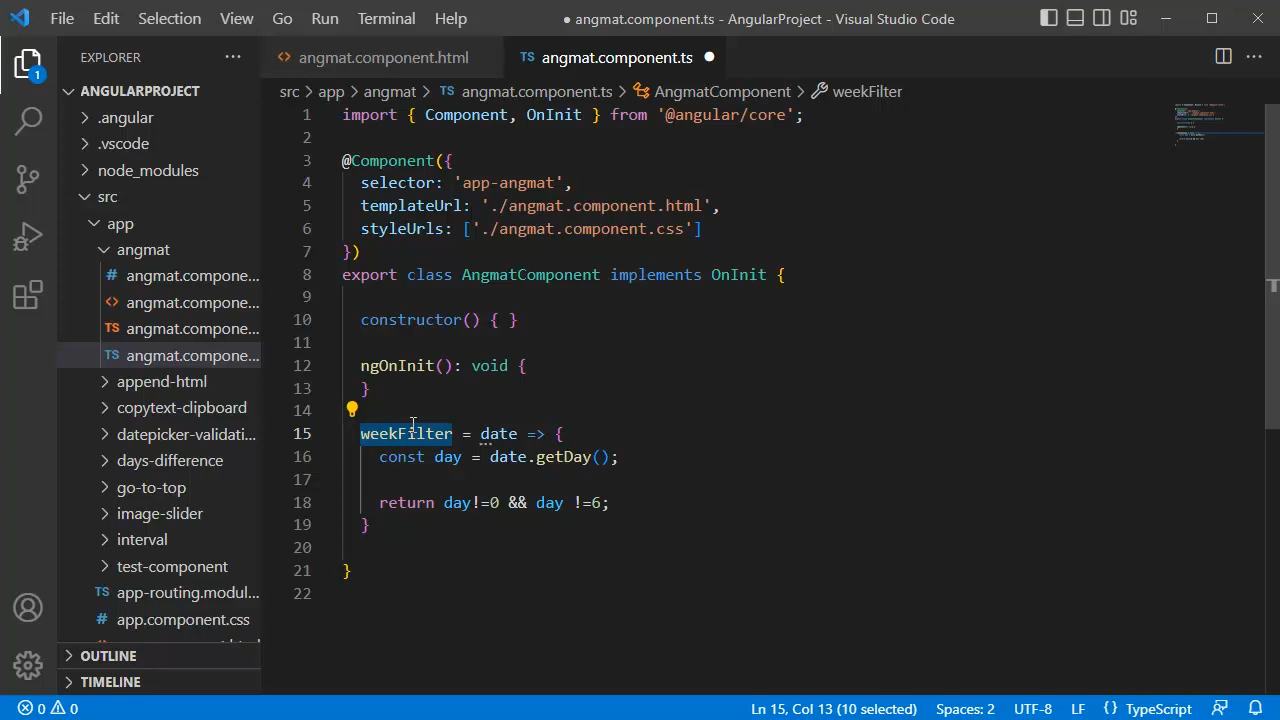 File Edit Selection View Go Run Terminal Help
● angmat.component.ts - AngularProject - Visual Studio Code
1
EXPLORER
ANGULARPROJECT
.angular
.vscode
node_modules
src
app
angmat
# angmat.compone...
<> angmat.compone...
TS angmat.compone...
TS angmat.compone...
append-html
copytext-clipboard
datepicker-validati...
days-difference
go-to-top
image-slider
interval
test-component
TS app-routing.modul...
# app.component.css
OUTLINE
TIMELINE
<> angmat.component.html
TS angmat.component.ts ●
src > app > angmat > TS angmat.component.ts > AngmatComponent > weekFilter
1 import { Component, OnInit } from '@angular/core';
2
3 @Component({
4 selector: 'app-angmat',
5 templateUrl: './angmat.component.html',
6 styleUrls: ['./angmat.component.css']
7 })
8 export class AngmatComponent implements OnInit {
9
10 constructor() { }
11
12 ngOnInit(): void {
13 }
14
15 weekFilter = date => {
16 const day = date.getDay();
17
18 return day!=0 && day !=6;
19 }
20
21 }
22
0 0 Ln 15, Col 13 (10 selected) Spaces: 2 UTF-8 LF {} TypeScript